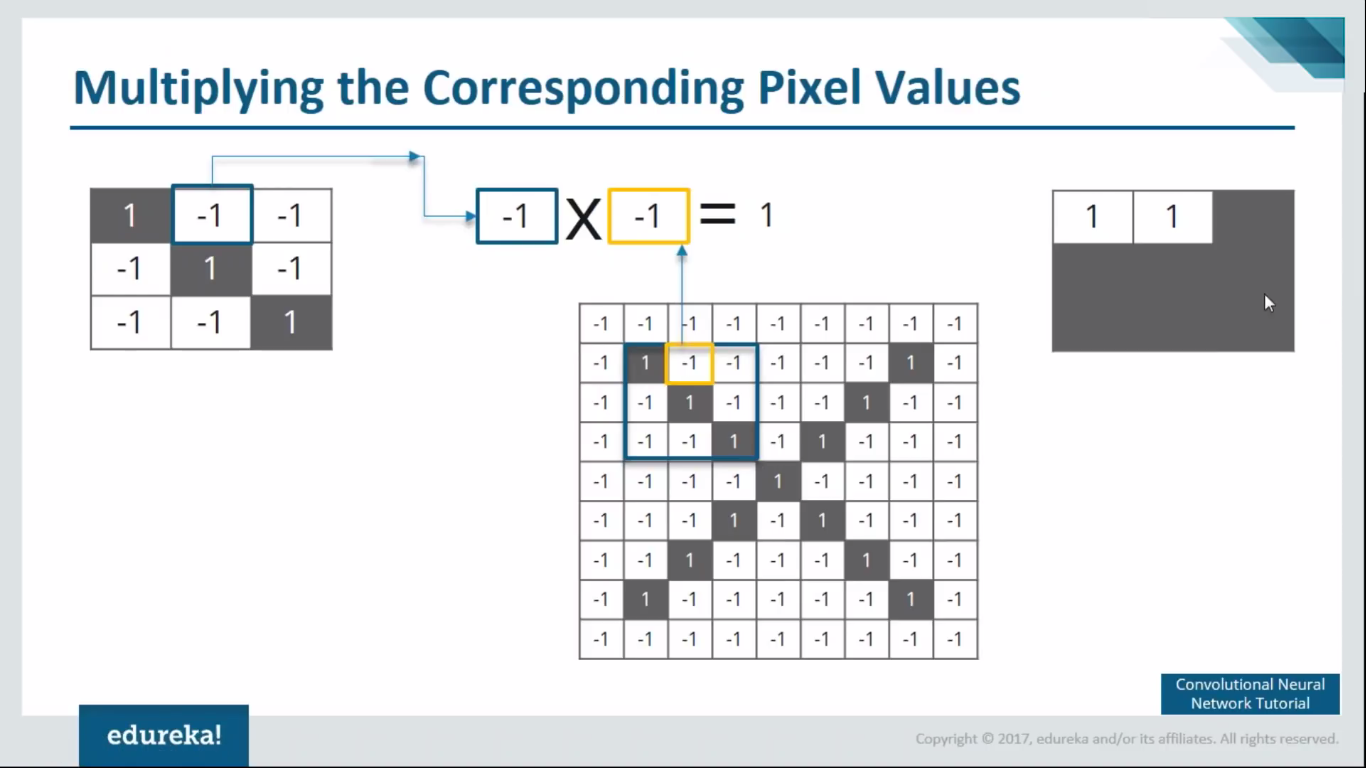 Multiplying the Corresponding Pixel Values
1 -1 -1
-1 1 -1
-1 -1 1
-1 X -1 = 1
1 1
-1 -1 -1 -1 -1 -1 -1 -1 -1
-1 1 -1 -1 -1 -1 -1 1 -1
-1 -1 1 -1 -1 -1 1 -1 -1
-1 -1 -1 1 -1 1 -1 -1 -1
-1 -1 -1 -1 1 -1 -1 -1 -1
-1 -1 -1 1 -1 1 -1 -1 -1
-1 -1 1 -1 -1 -1 1 -1 -1
-1 1 -1 -1 -1 -1 -1 1 -1
-1 -1 -1 -1 -1 -1 -1 -1 -1
Convolutional Neural
Network Tutorial
edureka!
Copyright © 2017, edureka and/or its affiliates. All rights reserved.